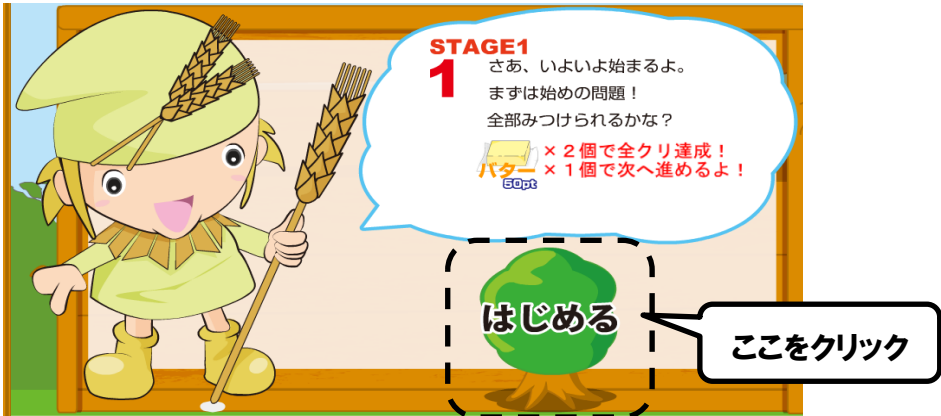 STAGE1
1
さあ、いよいよ始まるよ。
まずは始めの問題！
全部みつけられるかな？
バター
50pt
×２個で全クリ達成！
×１個で次へ進めるよ！
はじめる
ここをクリック